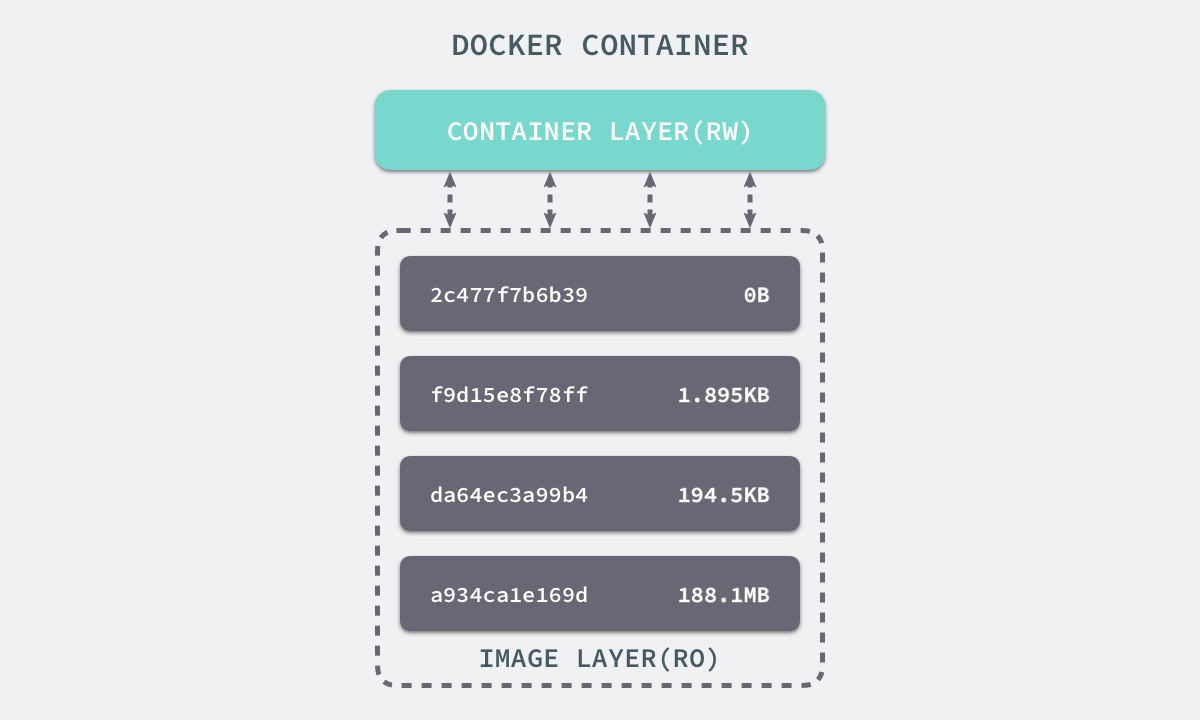 DOCKER CONTAINER
CONTAINER LAYER(RW)
2c477f7b6b39 0B
f9d15e8f78ff 1.895KB
da64ec3a99b4 194.5KB
a934ca1e169d 188.1MB
IMAGE LAYER(RO)